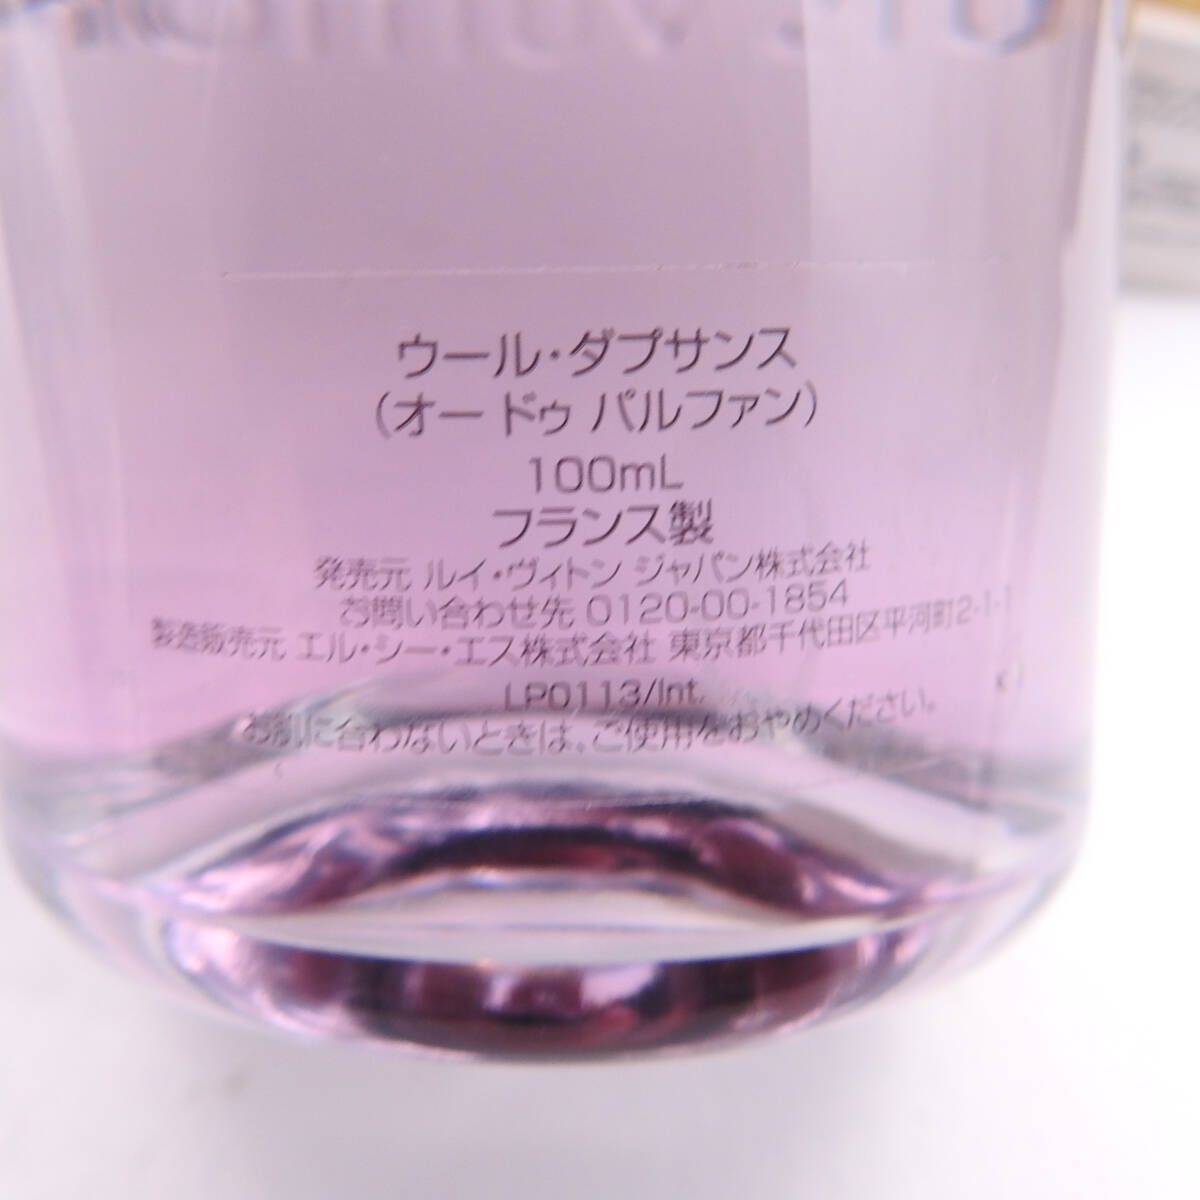 ウール・ダプサンス
（オー ドゥ パルファン）
100mL
フランス製
発売元 ルイ・ヴィトン ジャパン株式会社
お問い合わせ先 0120-00-1854
製造販売元 エル・シー・エス株式会社 東京都千代田区平河町2-1-1
LP0113/Int.
お肌に合わないときは、ご使用をおやめください。